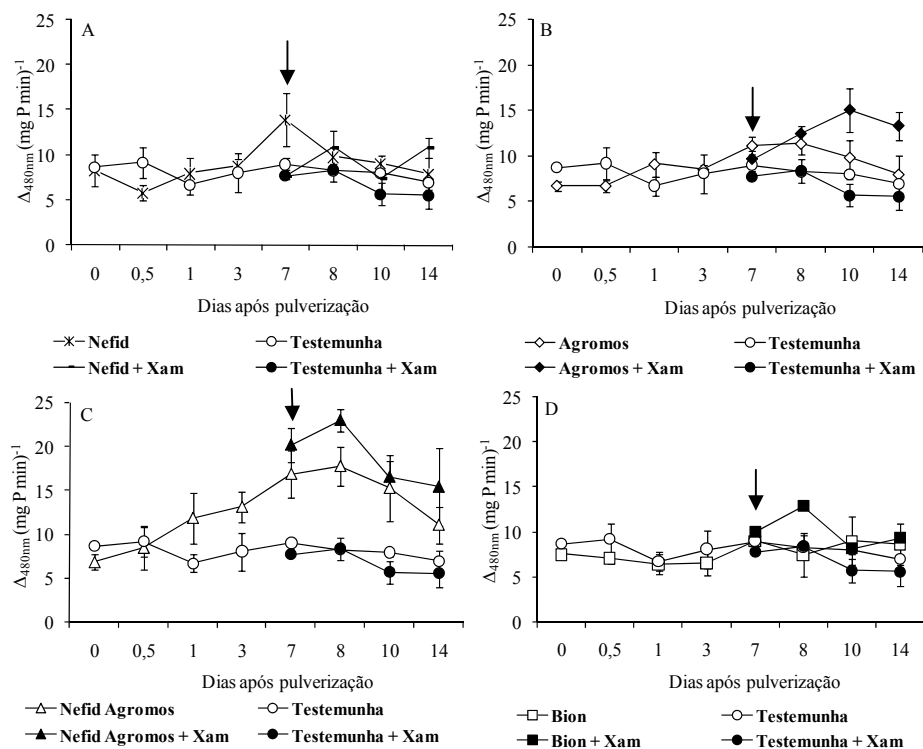 A
Δ480nm (mg P min)-1
25
20
15
10
5
0
0 0,5 1 3 7 8 10 14
Dias após pulverização
Nefid Testemunha
Nefid + Xam Testemunha + Xam
B
Δ480nm (mg P min)-1
25
20
15
10
5
0
0 0,5 1 3 7 8 10 14
Dias após pulverização
Agromos Testemunha
Agromos + Xam Testemunha + Xam
C
Δ480nm (mg P min)-1
25
20
15
10
5
0
0 0,5 1 3 7 8 10 14
Dias após pulverização
Nefid Agromos Testemunha
Nefid Agromos + Xam Testemunha + Xam
D
Δ480nm (mg P min)-1
25
20
15
10
5
0
0 0,5 1 3 7 8 10 14
Dias após pulverização
Bion Testemunha
Bion + Xam Testemunha + Xam